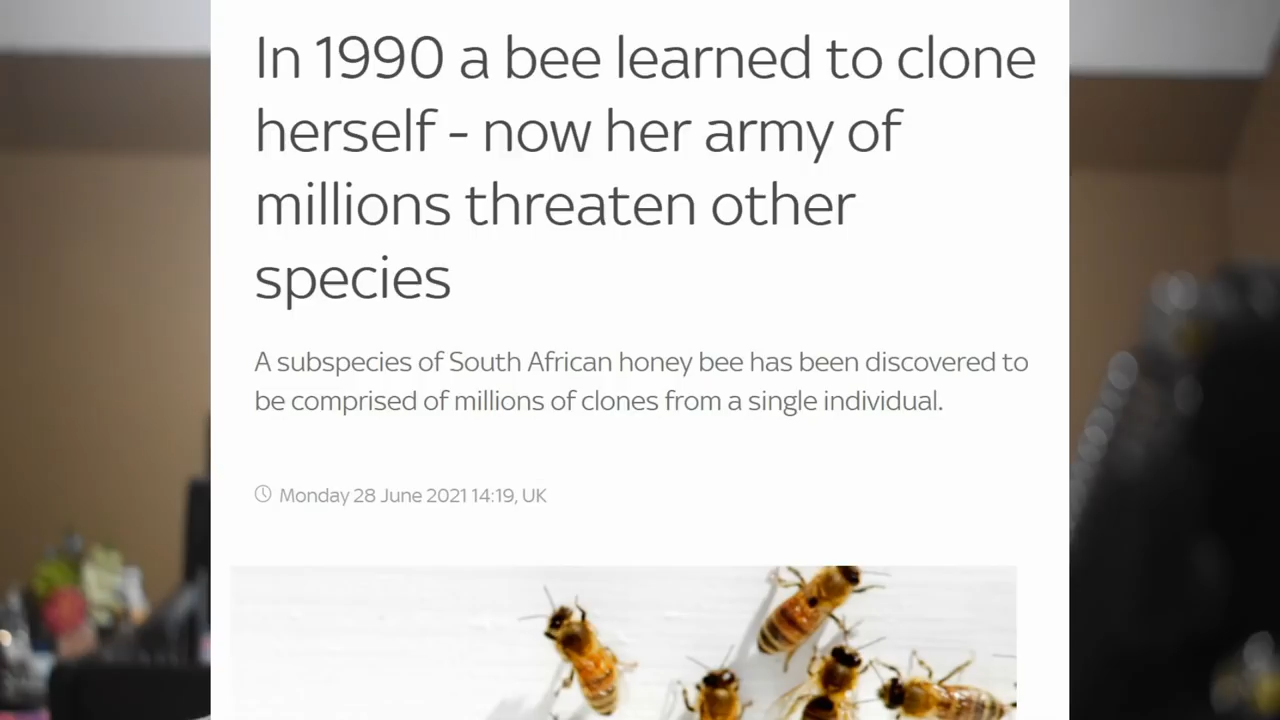 In 1990 a bee learned to clone
herself - now her army of
millions threaten other
species
A subspecies of South African honey bee has been discovered to
be comprised of millions of clones from a single individual.
Monday 28 June 2021 14:19, UK